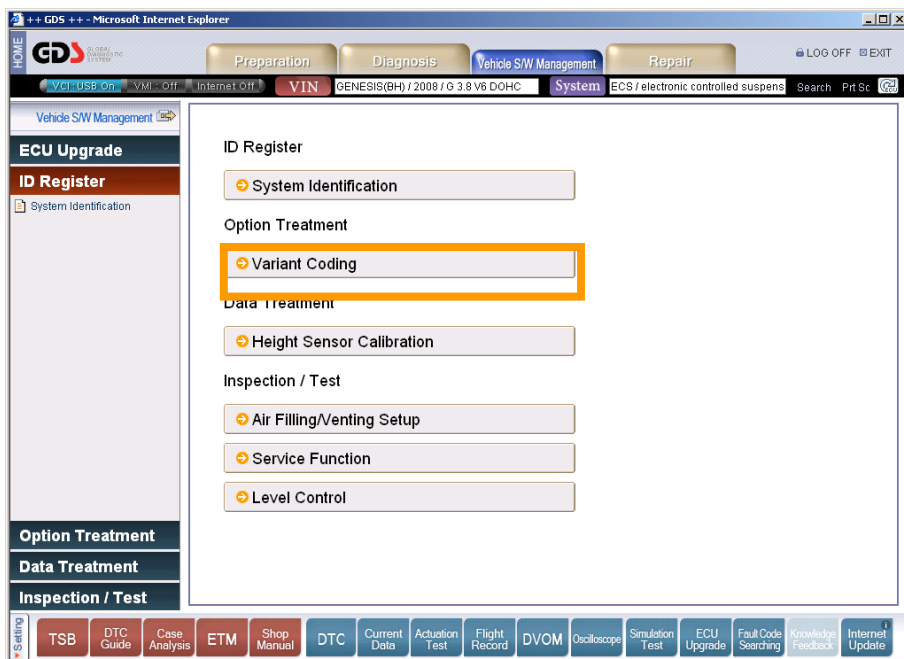 ++ GDS ++ - Microsoft Internet Explorer
HOME
GDS GLOBAL DIAGNOSTIC SYSTEM
Preparation Diagnosis Vehicle S/W Management Repair
LOG OFF EXIT
VCI : USB On VMI : Off Internet Off VIN GENESIS(BH) / 2008 / G 3.8 V6 DOHC System ECS / electronic controlled suspens Search Prt Sc
Vehicle S/W Management
ECU Upgrade
ID Register
System Identification
Option Treatment
Data Treatment
Inspection / Test
ID Register
System Identification
Option Treatment
Variant Coding
Data Treatment
Height Sensor Calibration
Inspection / Test
Air Filling/Venting Setup
Service Function
Level Control
Setting
TSB
DTC
Guide
Case
Analysis
ETM
Shop
Manual
DTC
Current
Data
Actuation
Test
Flight
Record
DVOM
Oscilloscope
Simulation
Test
ECU
Upgrade
Fault Code
Searching
Knowledge
Feedback
Internet
Update